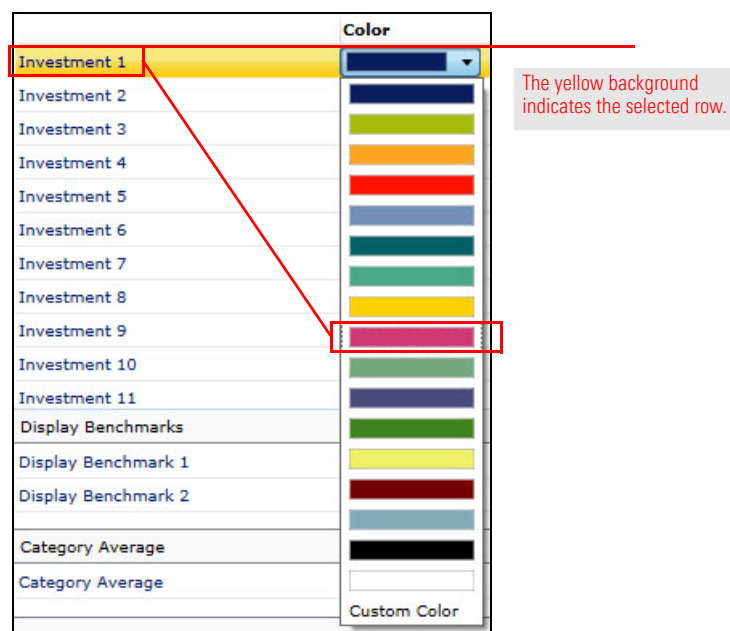 Color
Investment 1
The yellow background
indicates the selected row.
Investment 2
Investment 3
Investment 4
Investment 5
Investment 6
Investment 7
Investment 8
Investment 9
Investment 10
Investment 11
Display Benchmarks
Display Benchmark 1
Display Benchmark 2
Category Average
Category Average
Custom Color